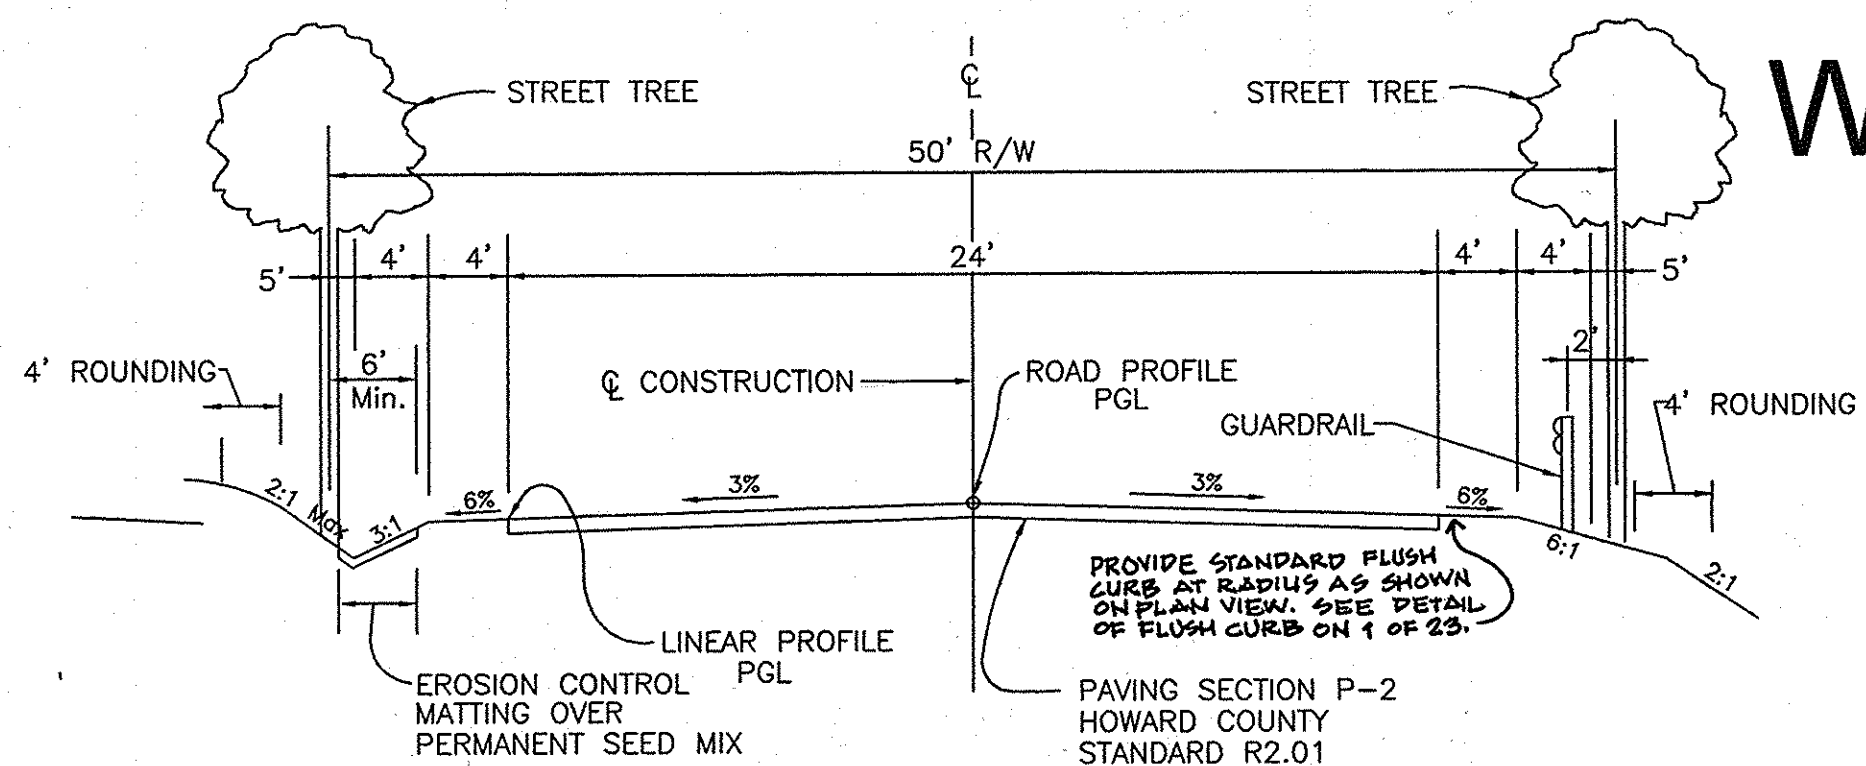 STREET TREE
℄
STREET TREE
W
50' R/W
5'
4'
4'
24'
4'
4'
5'
4' ROUNDING
6'
Min.
℄ CONSTRUCTION
ROAD PROFILE
PGL
2'
GUARDRAIL
4' ROUNDING
2:1 Max
3:1
6%
3%
3%
6%
6:1
2:1
PROVIDE STANDARD FLUSH
CURB AT RADIUS AS SHOWN
ON PLAN VIEW. SEE DETAIL
OF FLUSH CURB ON 9 OF 23.
LINEAR PROFILE
PGL
EROSION CONTROL
MATTING OVER
PERMANENT SEED MIX
PAVING SECTION P-2
HOWARD COUNTY
STANDARD R2.01